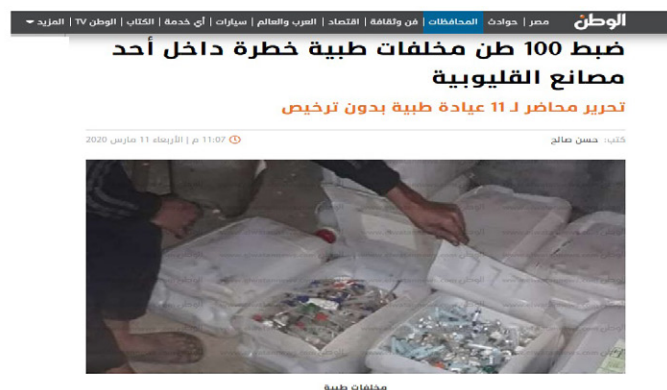 الوطن
مصر | حوادث | المحافظات | فن وثقافة | اقتصاد | العرب والعالم | سيارات | أي خدمة | الكتاب | الوطن TV | المزيد
ضبط 100 طن مخلفات طبية خطرة داخل أحد
مصانع القليوبية
تحرير محاضر لـ 11 عيادة طبية بدون ترخيص
كتب: حسن صالح
11:07 م | الأربعاء 11 مارس 2020
مخلفات طبية